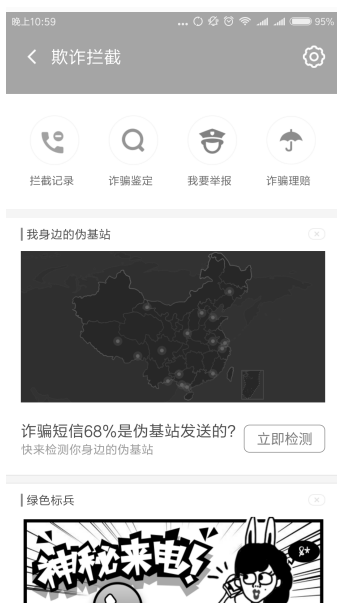 晚上10:59
95%
欺诈拦截
拦截记录
诈骗鉴定
我要举报
诈骗理赔
我身边的伪基站
诈骗短信68%是伪基站发送的?
立即检测
快来检测你身边的伪基站
绿色标兵
神秘来电
&*